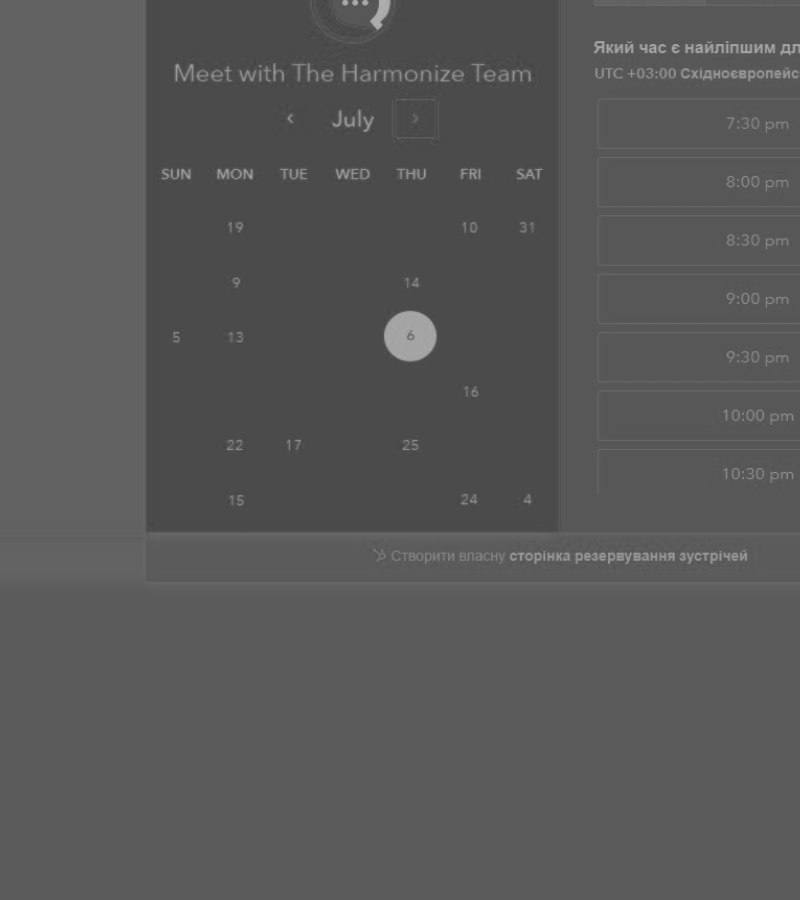 Meet with The Harmonize Team
July
SUN MON TUE WED THU FRI SAT
19 10 31
9 14
5 13 6
16
22 17 25
15 24 4
Який час є найліпшим
UTC +03:00
7:30 pm
8:00 pm
8:30 pm
9:00 pm
9:30 pm
10:00 pm
10:30 pm
Створити власну сторінка резервування зустрічей